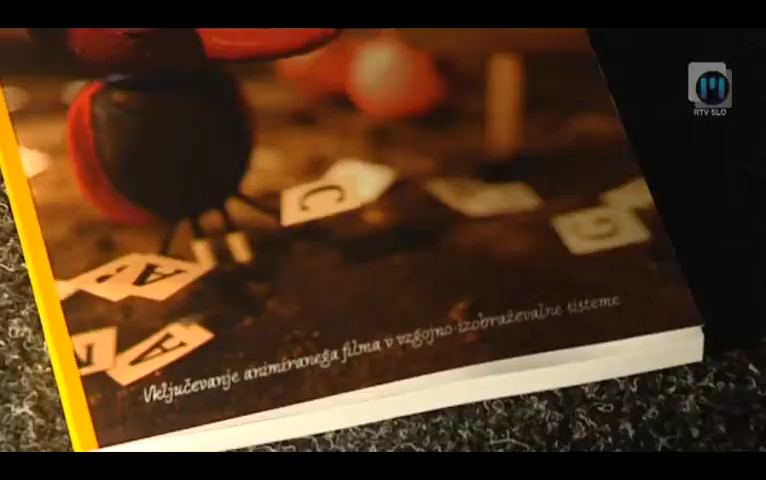 RTV SLO
C
G
A
A
Vključevanje animiranega filma v vzgojno-izobraževalne sisteme